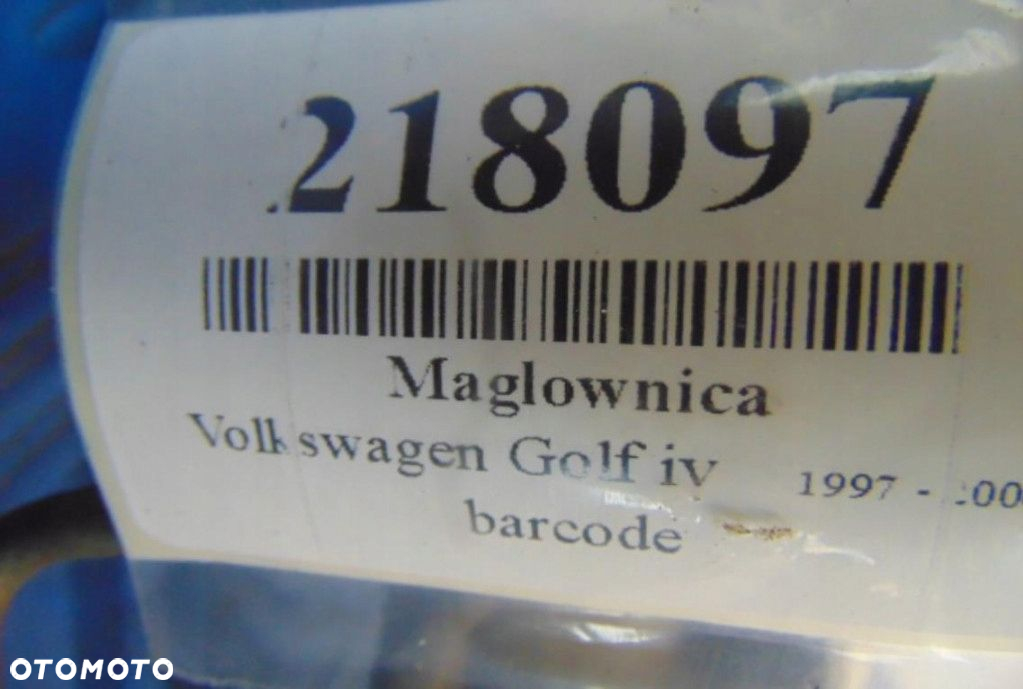 218097
Maglownica
Volkswagen Golf iv 1997 -
barcode
OTOMOTO